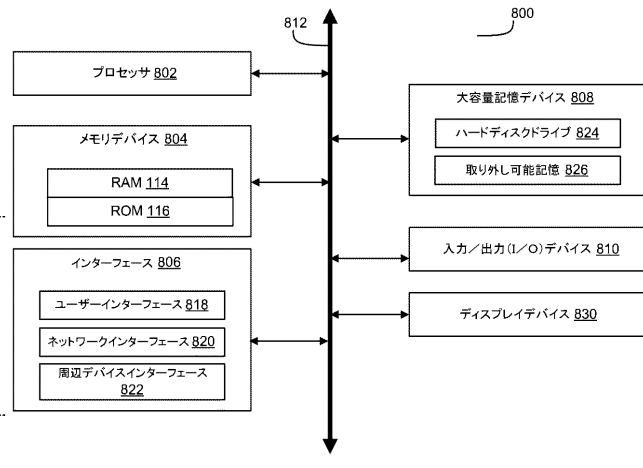 812
800
プロセッサ 802
メモリデバイス 804
RAM 114
ROM 116
インターフェース 806
ユーザーインターフェース 818
ネットワークインターフェース 820
周辺デバイスインターフェース
822
大容量記憶デバイス 808
ハードディスクドライブ 824
取り外し可能記憶 826
入力／出力(I／O)デバイス 810
ディスプレイデバイス 830